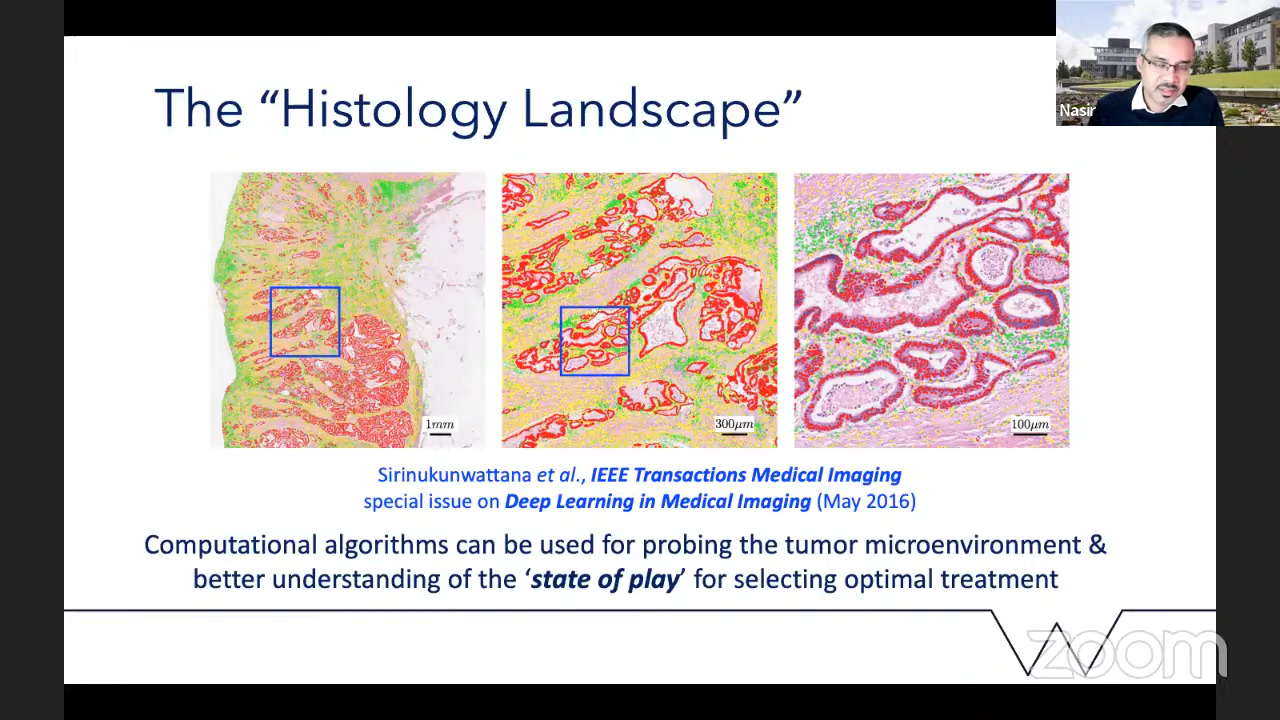 Nasir
The “Histology Landscape”
1mm
300μm
100μm
Sirinukunwattana et al., IEEE Transactions Medical Imaging
special issue on Deep Learning in Medical Imaging (May 2016)
Computational algorithms can be used for probing the tumor microenvironment &
better understanding of the ‘state of play’ for selecting optimal treatment
zoom